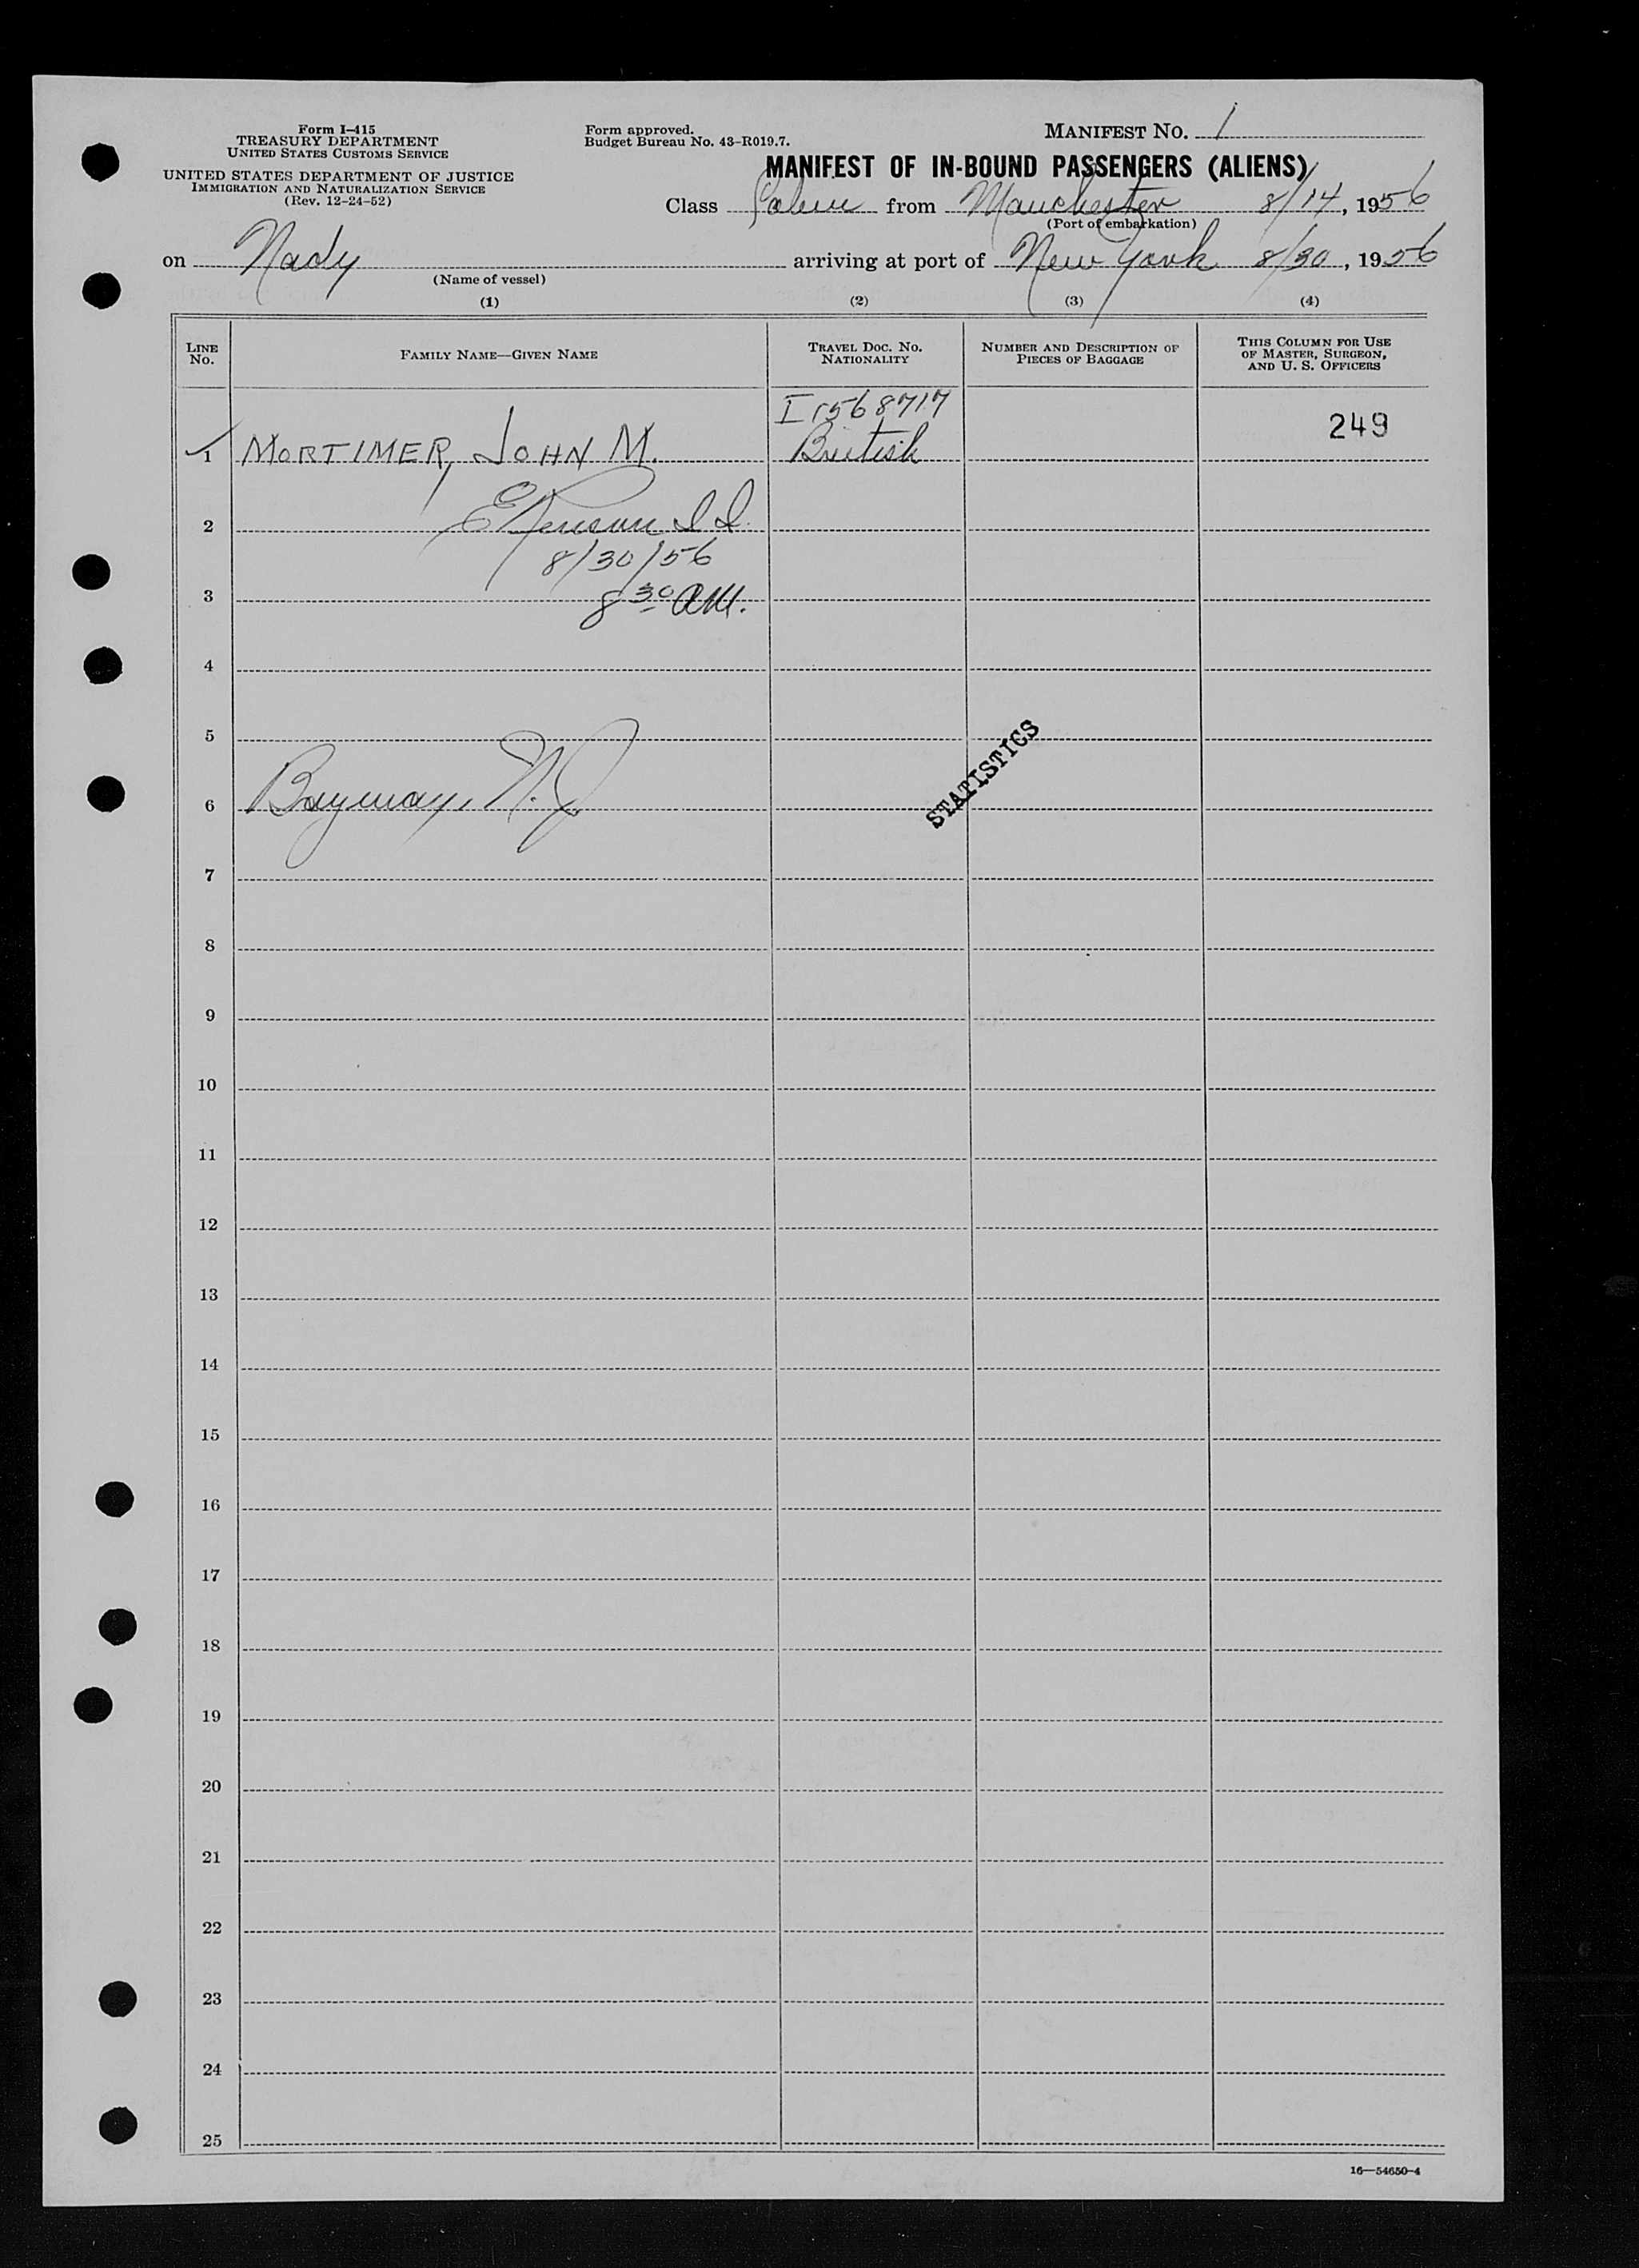 Form I-415
TREASURY DEPARTMENT
UNITED STATES CUSTOMS SERVICE
UNITED STATES DEPARTMENT OF JUSTICE
IMMIGRATION AND NATURALIZATION SERVICE
(Rev. 12-24-52)
Form approved.
Budget Bureau No. 43-R019.7.
MANIFEST NO. 1
MANIFEST OF IN-BOUND PASSENGERS (ALIENS)
Class from Manchester 8/14, 1956
(Port of embarkation)
on Nady arriving at port of New York 8/30, 1956
(Name of vessel)
(1) (2) (3) (4)
LINE NO.
FAMILY NAME—GIVEN NAME
TRAVEL DOC. NO.
NATIONALITY
NUMBER AND DESCRIPTION OF
PIECES OF BAGGAGE
THIS COLUMN FOR USE
OF MASTER, SURGEON,
AND U. S. OFFICERS
I 1568717
249
1 MORTIMER, JOHN M. British
2
8/30/56
3 8 30 AM.
4
5
STATISTICS
6 Bayway, N.J
7
8
9
10
11
12
13
14
15
16
17
18
19
20
21
22
23
24
25
16—54650-4